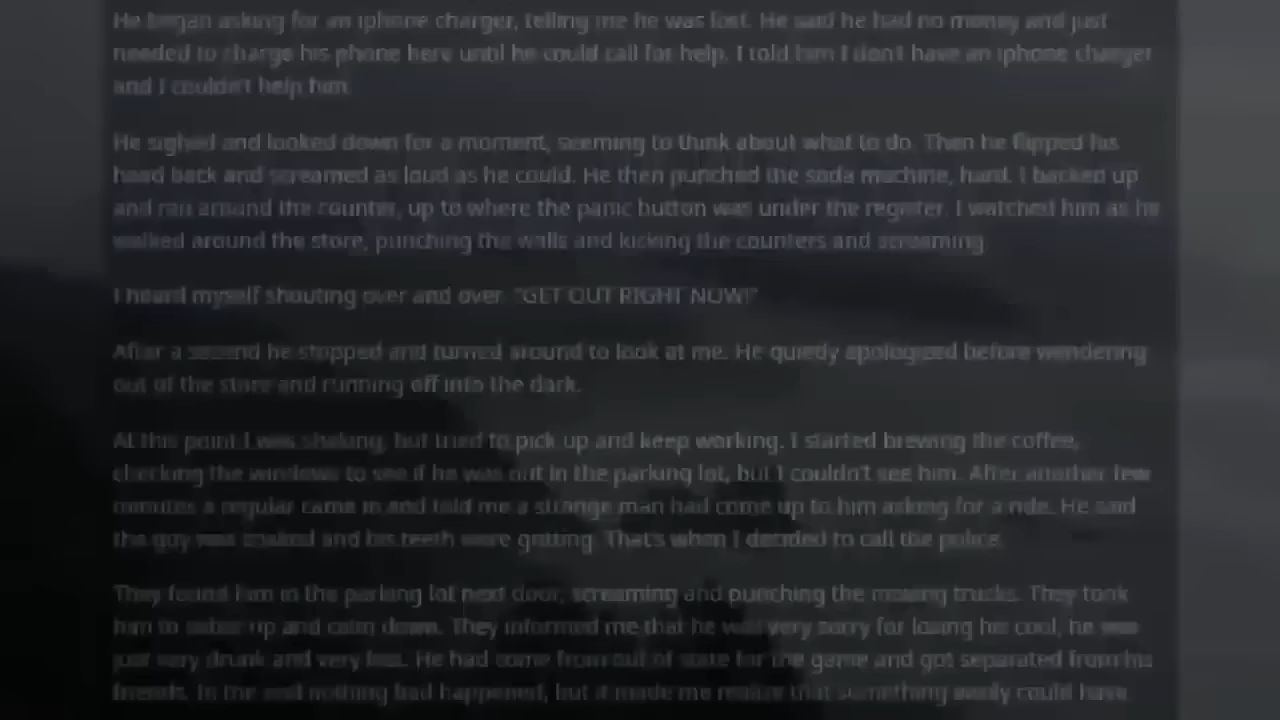 He began asking for an iphone charger, telling me he was lost. He said he had no money and just
needed to charge his phone here until he could call for help. I told him I don't have an iphone charger
and I couldn't help him.
He sighed and looked down for a moment, seeming to think about what to do. Then he flipped his
head back and screamed as loud as he could. He then punched the soda machine, hard. I backed up
and ran around the counter, up to where the panic button was under the register. I watched him as he
walked around the store, punching the walls and kicking the counters and screaming.
I heard myself shouting over and over. "GET OUT RIGHT NOW!"
After a second he stopped and turned around to look at me. He quietly apologized before wandering
out of the store and running off into the dark.
At this point I was shaking, but tried to pick up and keep working. I started brewing the coffee,
checking the windows to see if he was out in the parking lot, but I couldn't see him. After another few
minutes a regular came in and told me a strange man had come up to him asking for a ride. He said
the guy was soaked and his teeth were gritting. That's when I decided to call the police.
They found him in the parking lot next door, screaming and punching the moving trucks. They took
him to sober up and calm down. They informed me that he was very sorry for losing his cool, he was
just very drunk and very lost. He had come from out of state for the game and got separated from his
friends. In the end nothing bad happened, but it made me realize that something easily could have